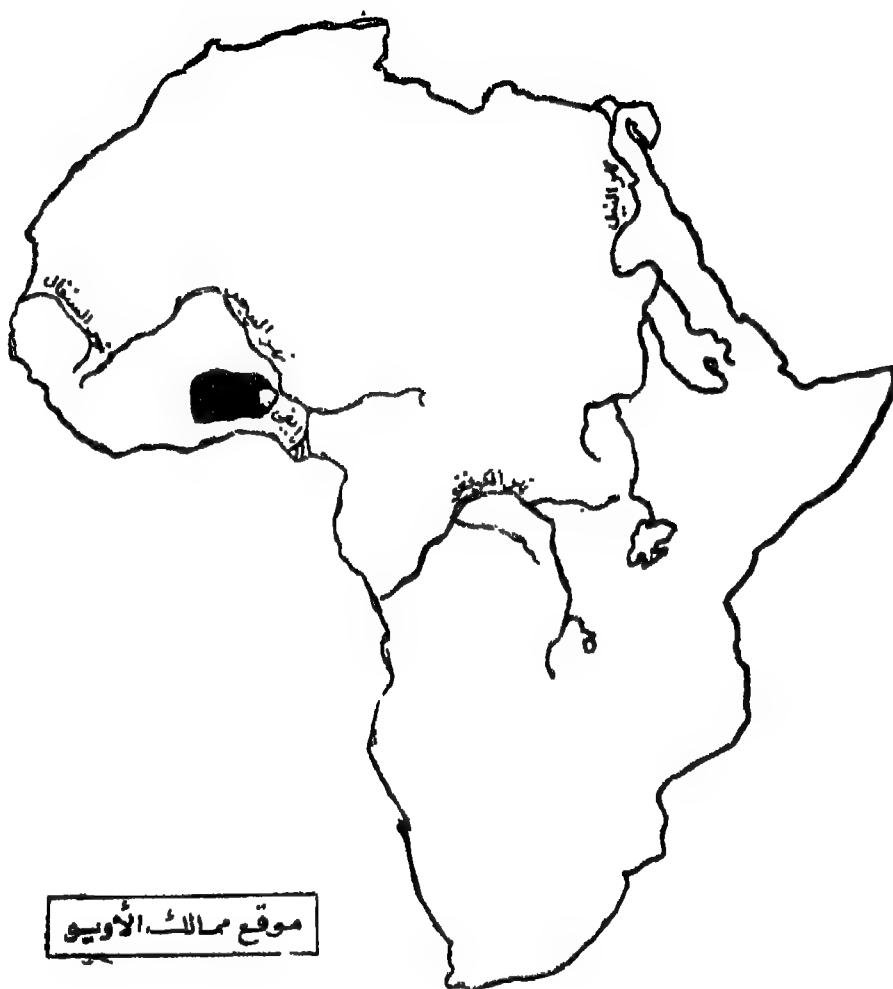 نهر النيل
نهر السنغال
نهر النيجر
نهر الكونغو
موقع ممالك الأويو